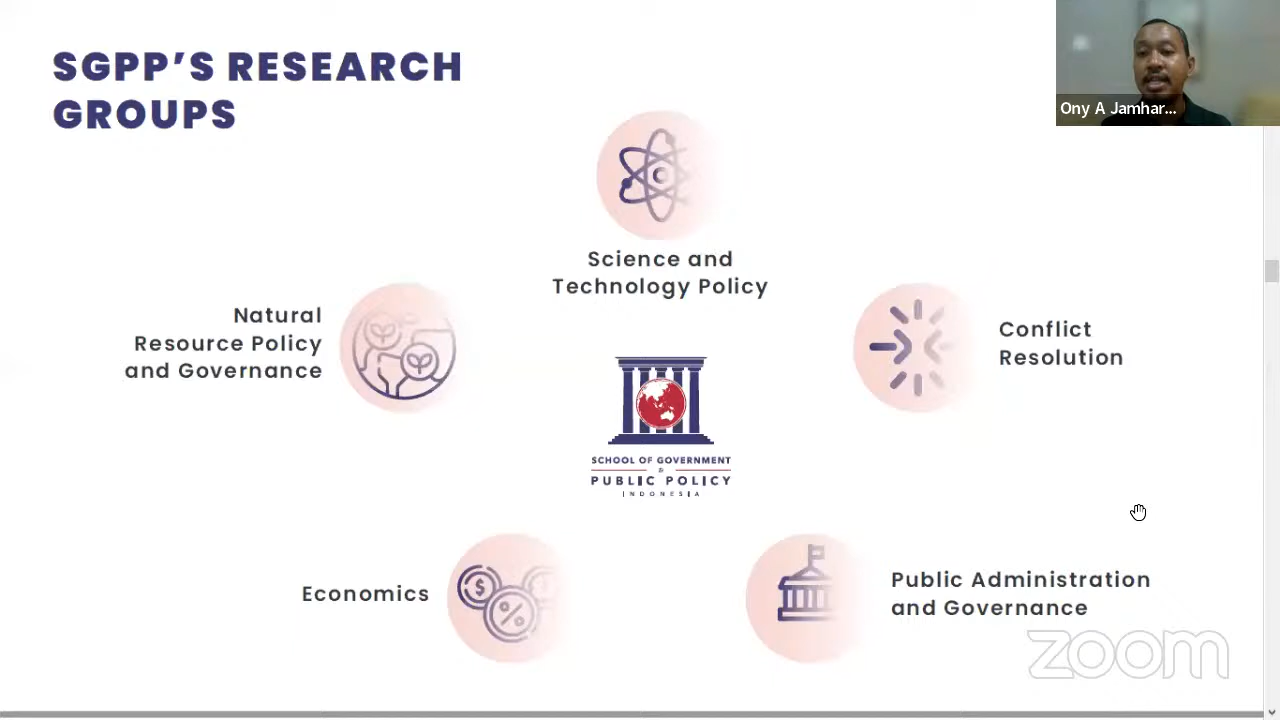 SGPP'S RESEARCH
GROUPS
Ony A Jamhar...
Science and
Technology Policy
Natural
Resource Policy
and Governance
Conflict
Resolution
SCHOOL OF GOVERNMENT
&
PUBLIC POLICY
INDONESIA
$
%
Economics
Public Administration
and Governance
zoom